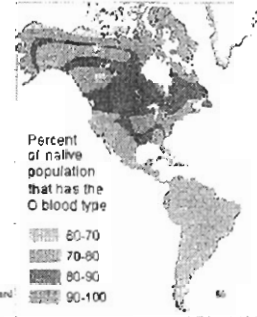 Percent
of native
population
that has the
O blood type
60-70
70-80
80-90
90-100